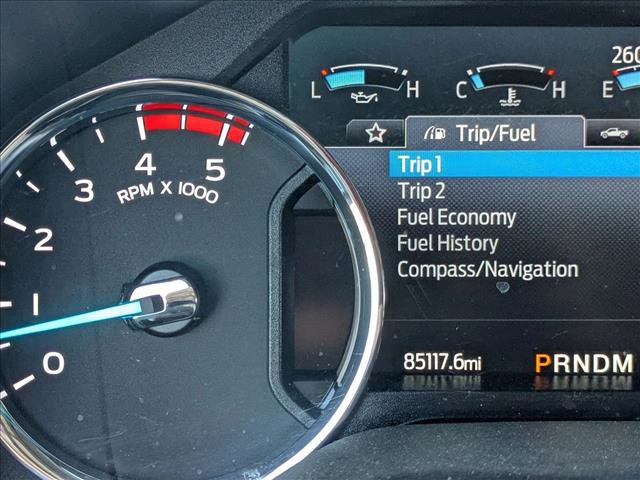 260
L H C H E
Trip/Fuel
Trip 1
Trip 2
Fuel Economy
Fuel History
Compass/Navigation
85117.6mi PRNDM
5
4
3
2
1
0
RPM X 1000